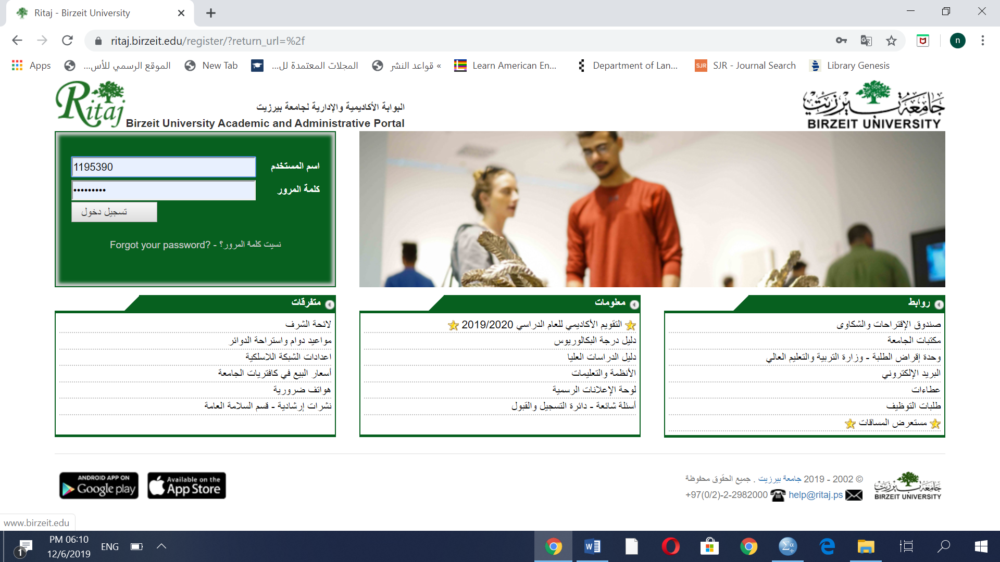 Ritaj - Birzeit University
ritaj.birzeit.edu/register/?return_url=%2f
n
Apps
الموقع الرسمي للأس...
New Tab
المجلات المعتمدة لل...
» قواعد النشر
Learn American En...
Department of Lan...
SJR
SJR - Journal Search
Library Genesis
Ritaj
البوابة الأكاديمية والإدارية لجامعة بيرزيت
Birzeit University Academic and Administrative Portal
جامعة بيرزيت
BIRZEIT UNIVERSITY
اسم المستخدم
1195390
كلمة المرور
•••••••••
تسجيل دخول
نسيت كلمة المرور؟ - Forgot your password?
روابط
صندوق الإقتراحات والشكاوى
مكتبات الجامعة
وحدة إقراض الطلبة - وزارة التربية والتعليم العالي
البريد الإلكتروني
عطاءات
طلبات التوظيف
مستعرض المساقات
معلومات
التقويم الأكاديمي للعام الدراسي 2019/2020
دليل درجة البكالوريوس
دليل الدراسات العليا
الأنظمة والتعليمات
لوحة الإعلانات الرسمية
أسئلة شائعة - دائرة التسجيل والقبول
متفرقات
لائحة الشرف
مواعيد دوام واستراحة الدوائر
اعدادات الشبكة اللاسلكية
أسعار البيع في كافتريات الجامعة
هواتف ضرورية
نشرات إرشادية - قسم السلامة العامة
ANDROID APP ON
Google play
Available on the
App Store
© 2002 - 2019 جامعة بيرزيت . جميع الحقوق محفوظة
+97(0/2)-2-2982000
help@ritaj.ps
جامعة بيرزيت
BIRZEIT UNIVERSITY
www.birzeit.edu
1
PM 06:10
12/6/2019
ENG